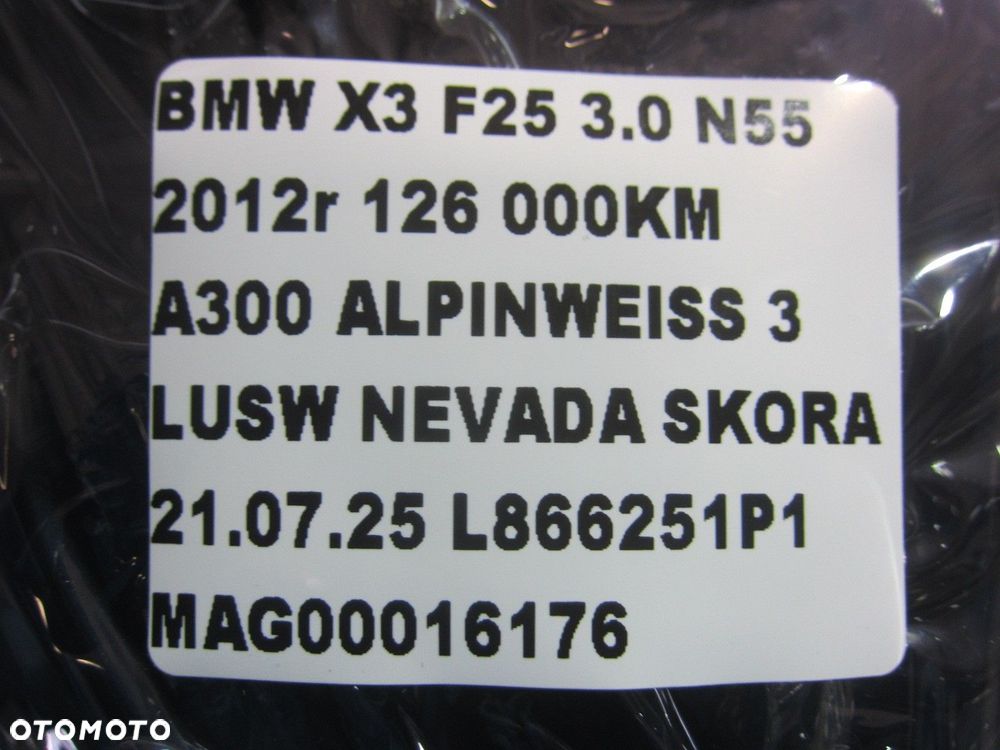 BMW X3 F25 3.0 N55
2012r 126 000KM
A300 ALPINWEISS 3
LUSW NEVADA SKORA
21.07.25 L866251P1
MAG00016176
OTOMOTO